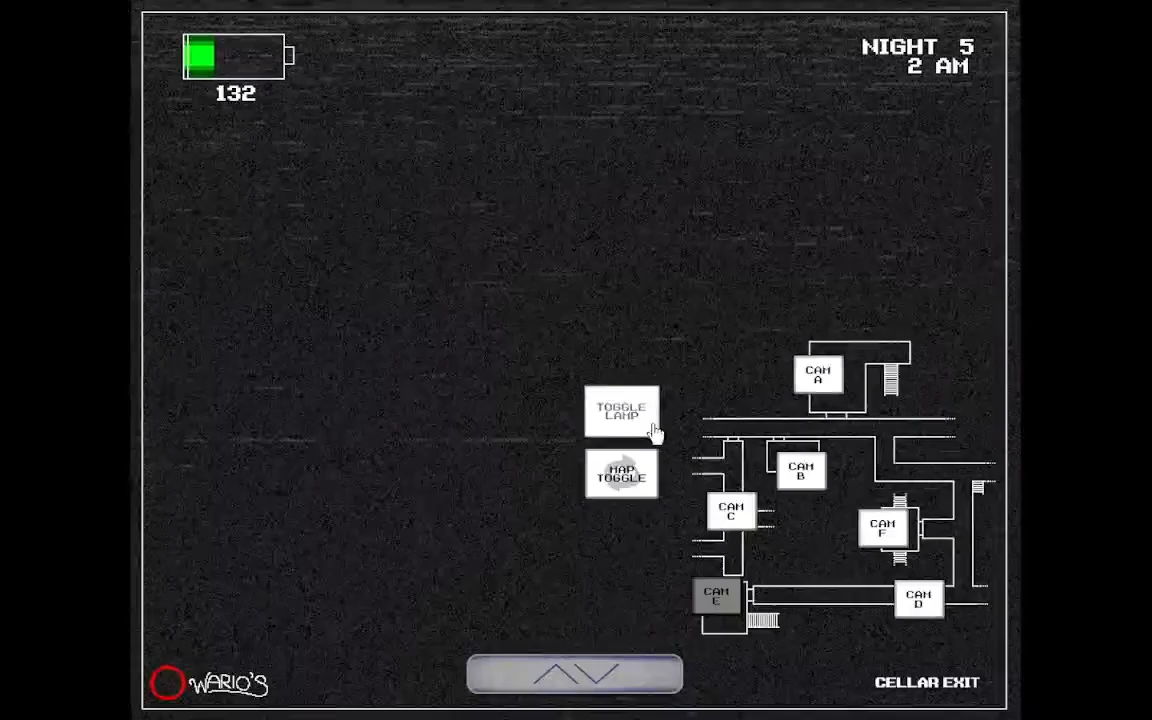 NIGHT 5
2 AM
132
CAM
A
TOGGLE
LAMP
CAM
B
MAP
TOGGLE
CAM
C
CAM
F
CAM
E
CAM
D
WARIO'S
CELLAR EXIT